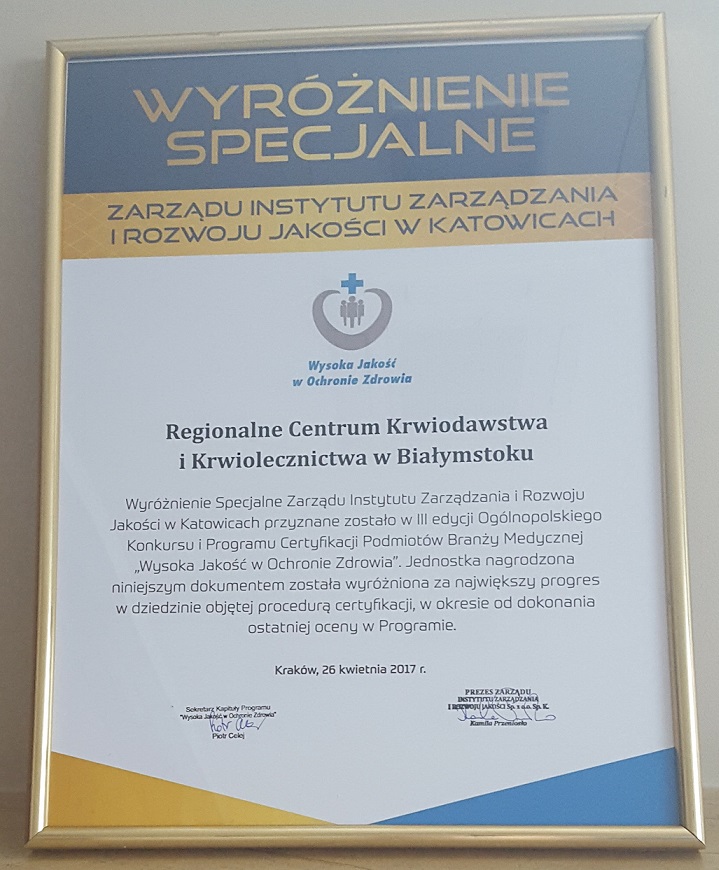 WYRÓŻNIENIE
SPECJALNE
ZARZĄDU INSTYTUTU ZARZĄDZANIA
I ROZWOJU JAKOŚCI W KATOWICACH
Wysoka Jakość
w Ochronie Zdrowia
Regionalne Centrum Krwiodawstwa
i Krwiolecznictwa w Białymstoku
Wyróżnienie Specjalne Zarządu Instytutu Zarządzania i Rozwoju
Jakości w Katowicach przyznane zostało w III edycji Ogólnopolskiego
Konkursu i Programu Certyfikacji Podmiotów Branży Medycznej
„Wysoka Jakość w Ochronie Zdrowia”. Jednostka nagrodzona
niniejszym dokumentem została wyróżniona za największy progres
w dziedzinie objętej procedurą certyfikacji, w okresie od dokonania
ostatniej oceny w Programie.
Kraków, 26 kwietnia 2017 r.
Sekretarz Kapituły Programu
"Wysoka Jakość w Ochronie Zdrowia"
Piotr Celej
PREZES ZARZĄDU
INSTYTUTU ZARZĄDZANIA
I ROZWOJU JAKOŚCI Sp. z o.o. Sp. K.
Kamila